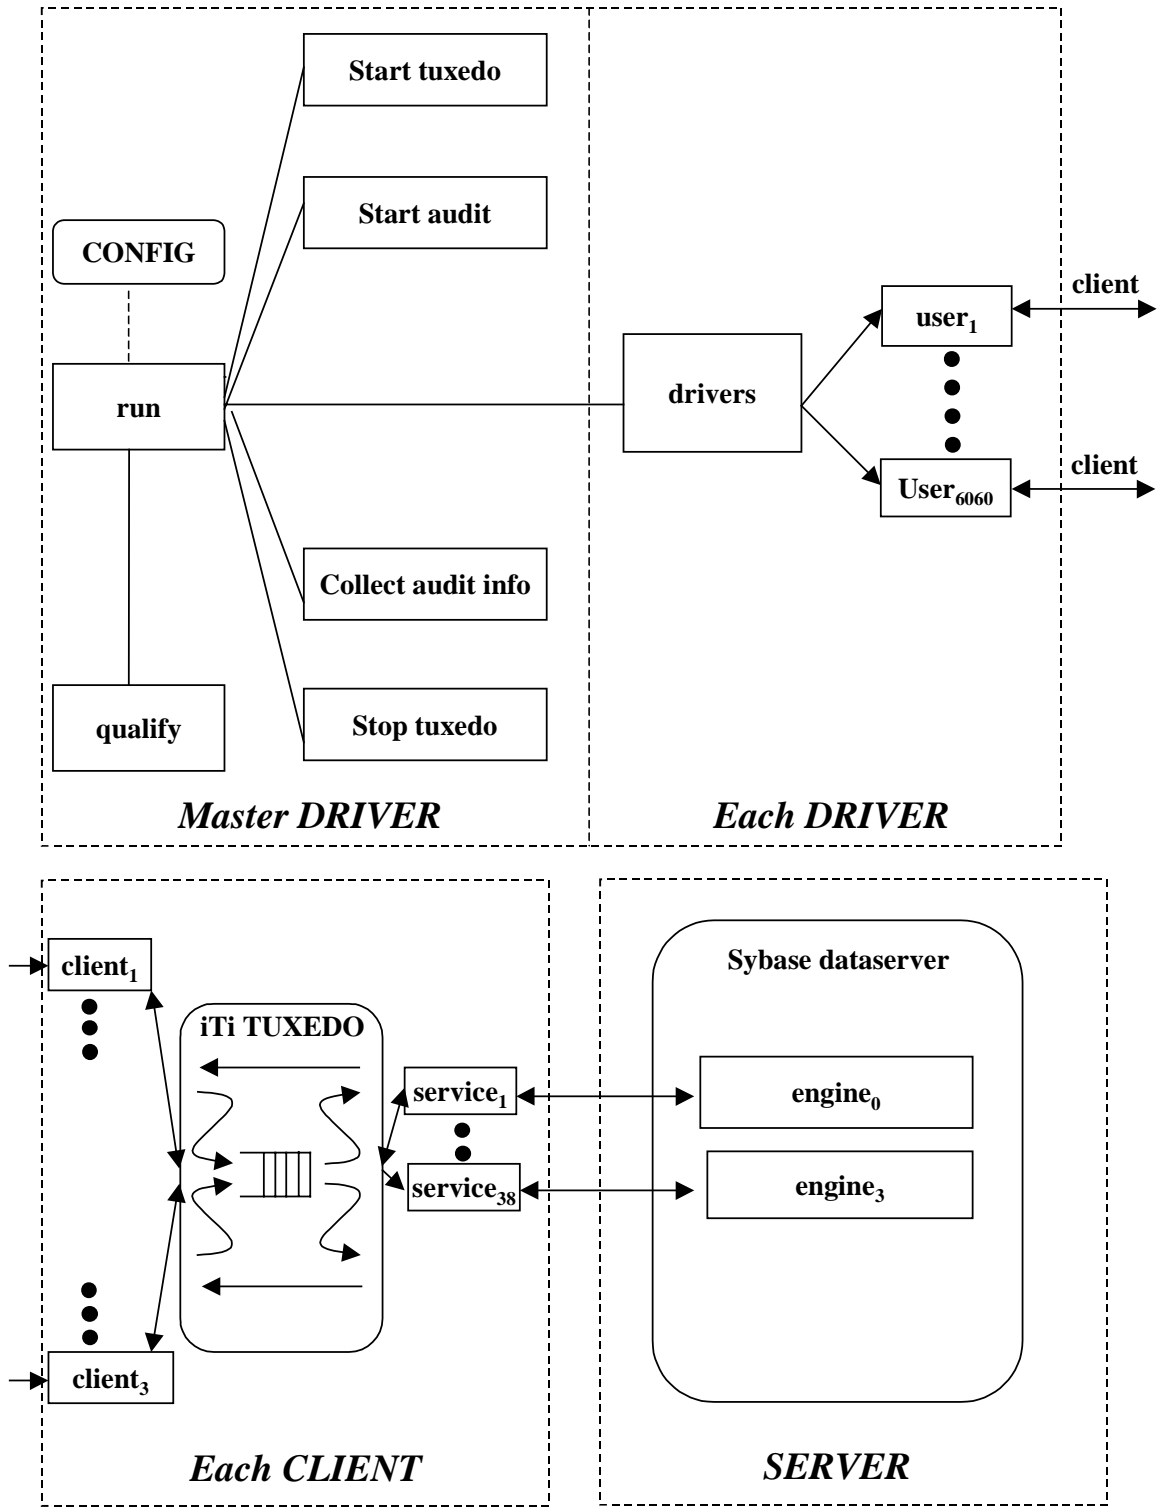 Start tuxedo
Start audit
CONFIG
client
user1
run
drivers
client
User6060
Collect audit info
qualify
Stop tuxedo
Master DRIVER
Each DRIVER
client1
Sybase dataserver
iTi TUXEDO
service1
engine0
service38
engine3
client3
Each CLIENT
SERVER